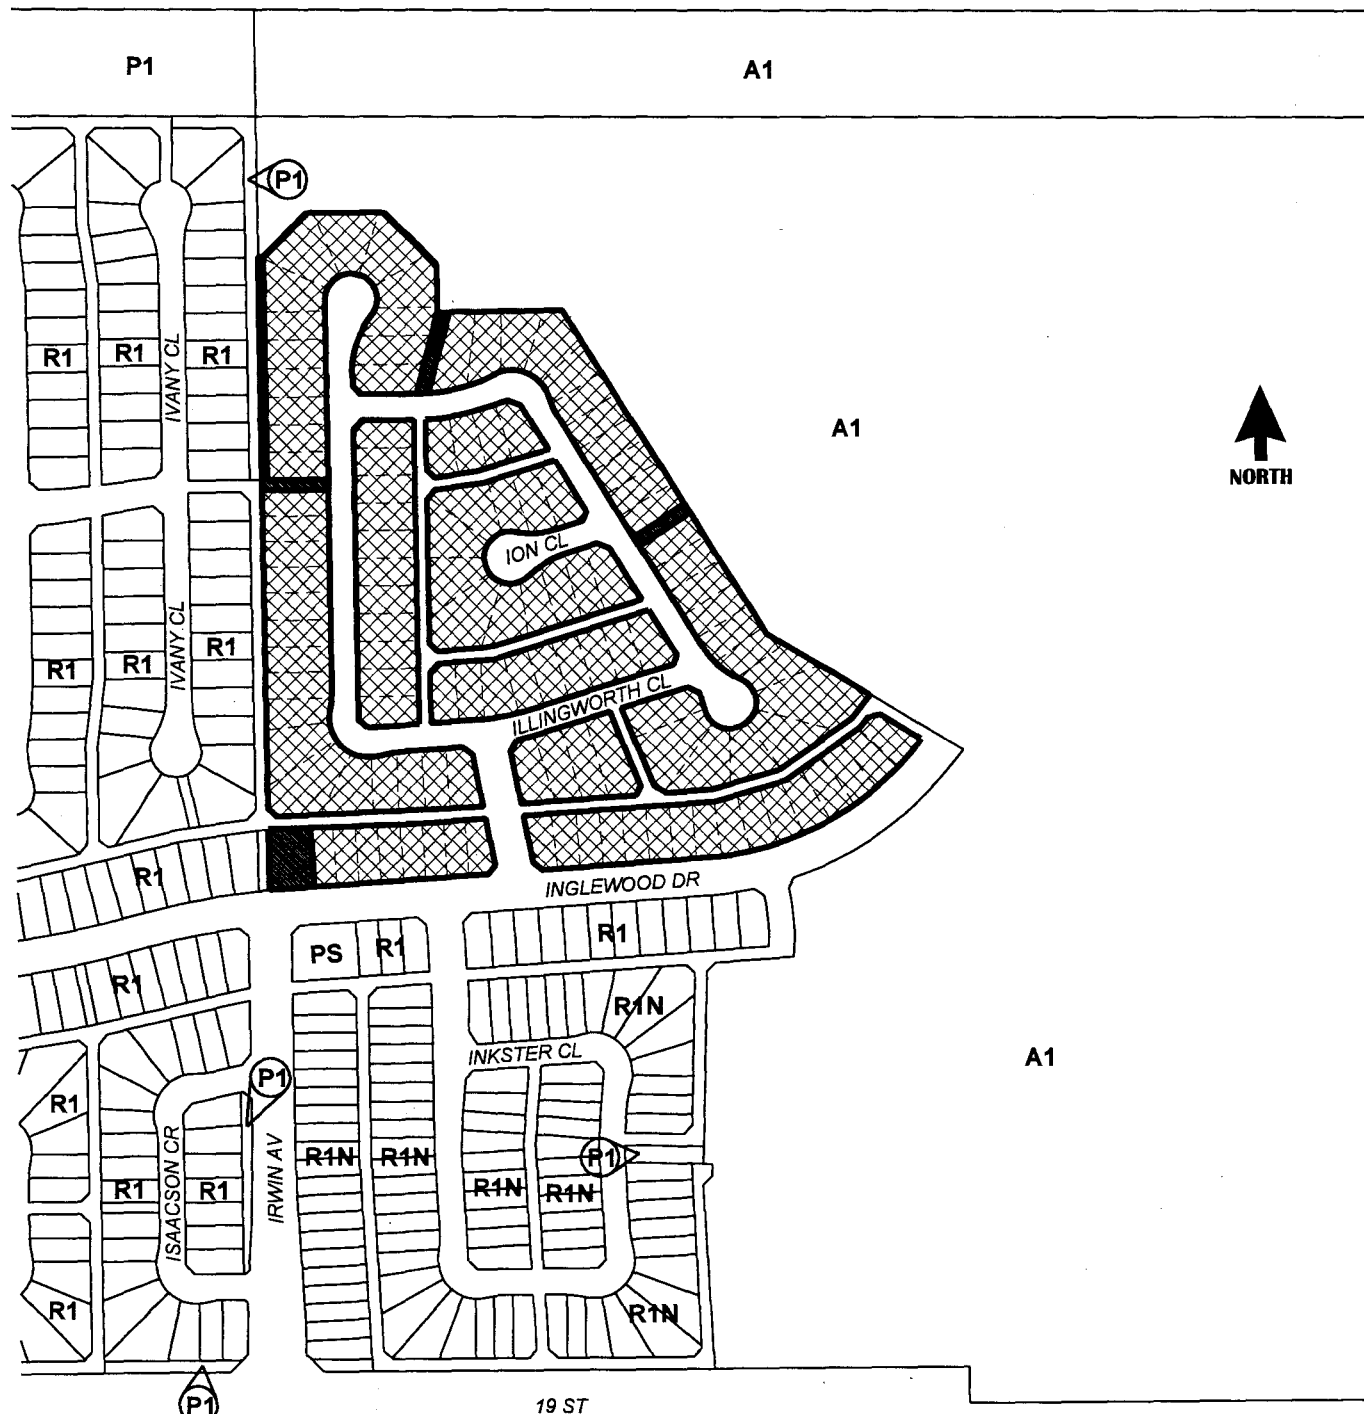 P1
A1
P1
R1
R1
R1
IVANY CL
A1
NORTH
ION CL
IVANY CL
R1
R1
R1
ILLINGWORTH CL
R1
INGLEWOOD DR
PS
R1
R1
R1
R1N
INKSTER CL
A1
P1
R1
ISAACSON CR
IRWIN AV
R1N
R1N
P1
R1
R1
R1N
R1N
R1
R1N
P1
19 ST